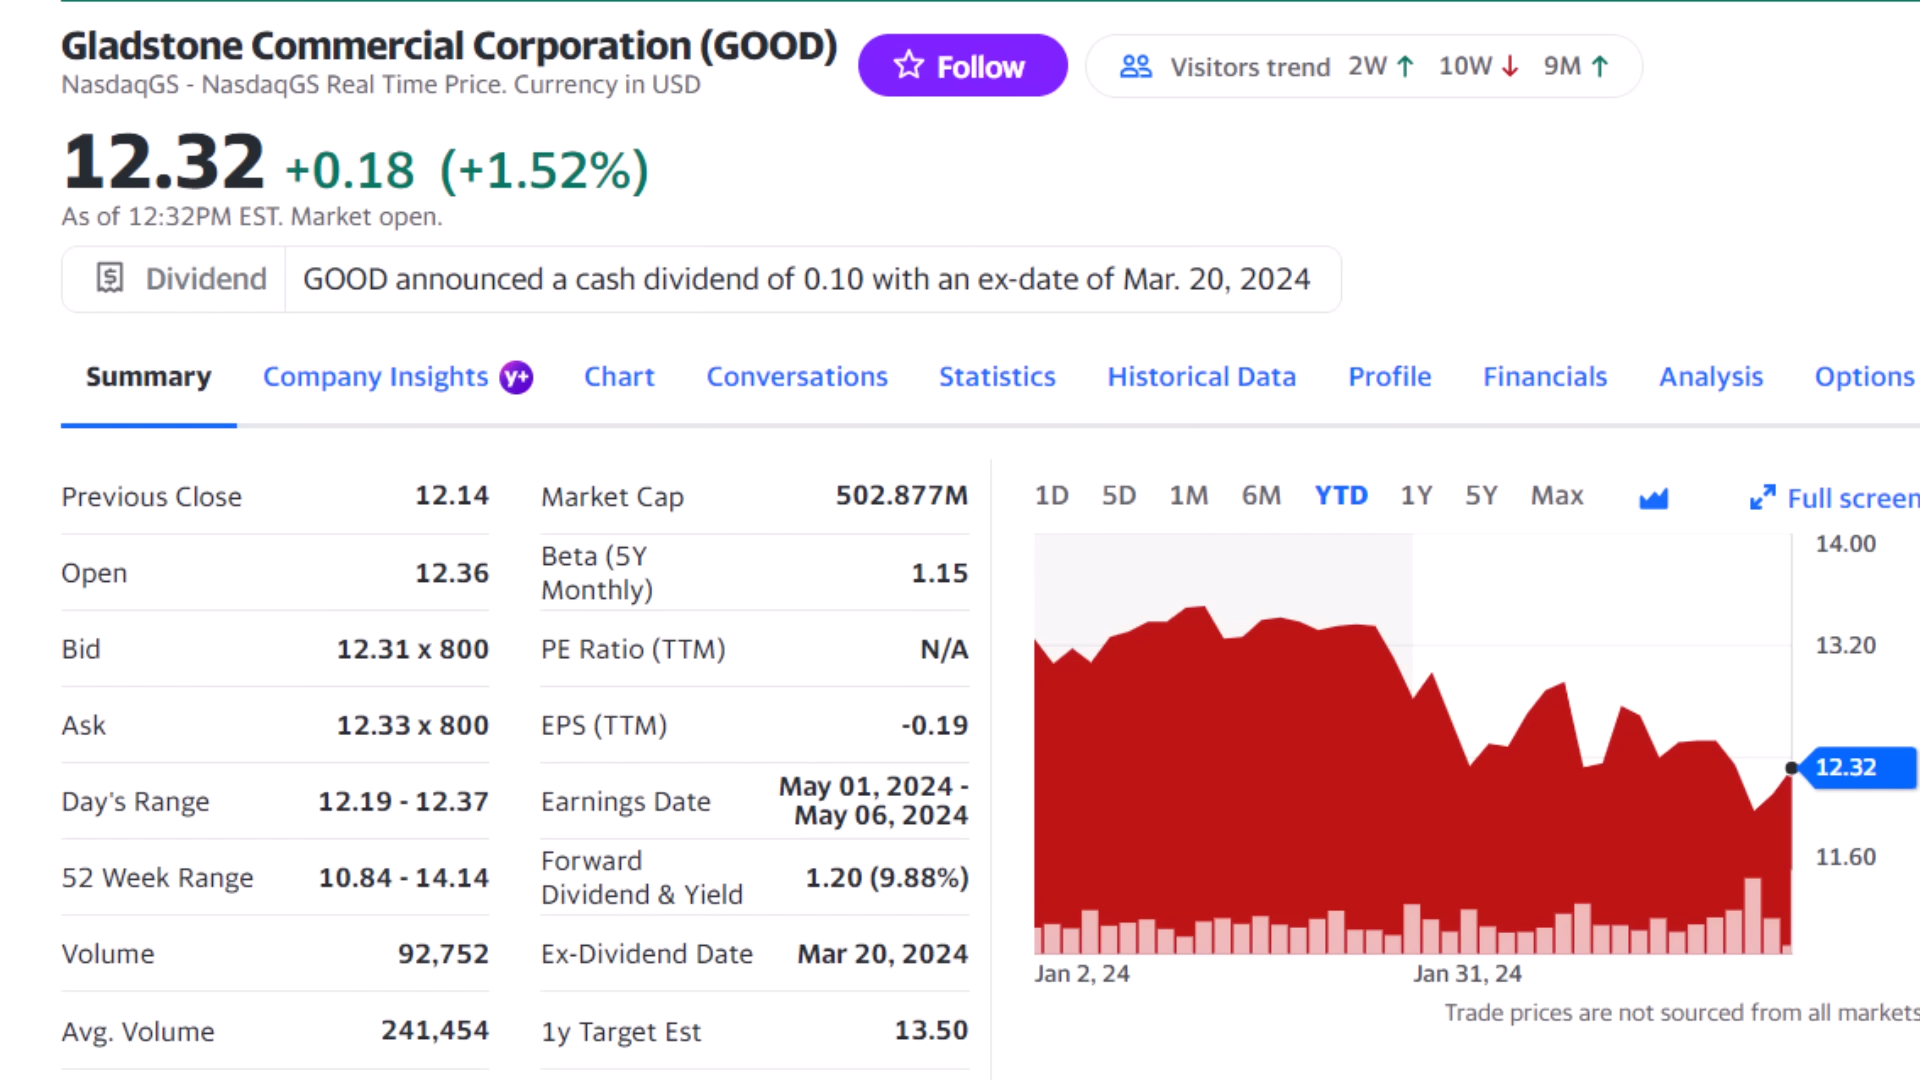 Gladstone Commercial Corporation (GOOD)
Follow
Visitors trend 2W ↑ 10W ↓ 9M ↑
NasdaqGS - NasdaqGS Real Time Price. Currency in USD
12.32 +0.18 (+1.52%)
As of 12:32PM EST. Market open.
Dividend GOOD announced a cash dividend of 0.10 with an ex-date of Mar. 20, 2024
Summary Company Insights y+ Chart Conversations Statistics Historical Data Profile Financials Analysis Options
Previous Close 12.14
Open 12.36
Bid 12.31 x 800
Ask 12.33 x 800
Day's Range 12.19 - 12.37
52 Week Range 10.84 - 14.14
Volume 92,752
Avg. Volume 241,454
Market Cap 502.877M
Beta (5Y
Monthly) 1.15
PE Ratio (TTM) N/A
EPS (TTM) -0.19
Earnings Date May 01, 2024 -
May 06, 2024
Forward
Dividend & Yield 1.20 (9.88%)
Ex-Dividend Date Mar 20, 2024
1y Target Est 13.50
1D 5D 1M 6M YTD 1Y 5Y Max Full screen
14.00
13.20
12.32
11.60
Jan 2, 24 Jan 31, 24
Trade prices are not sourced from all markets